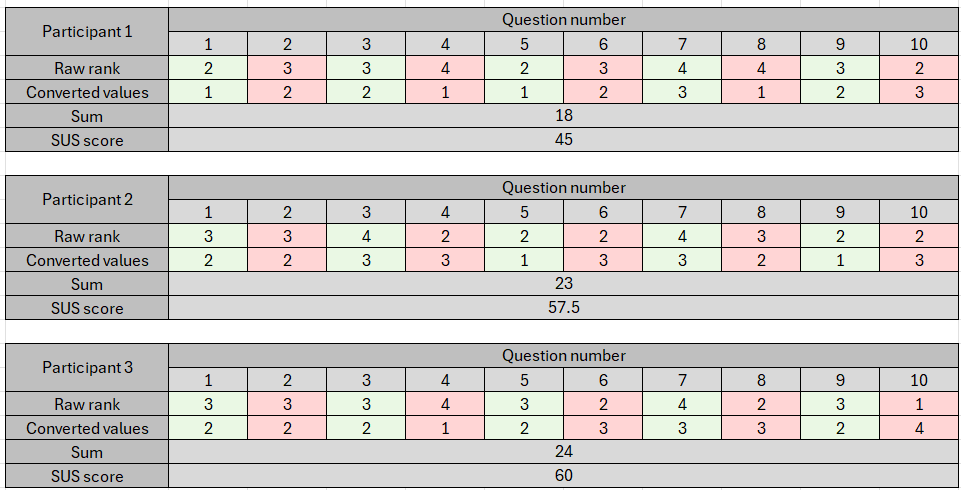 Participant 1 Question number
1 2 3 4 5 6 7 8 9 10
Raw rank 2 3 3 4 2 3 4 4 3 2
Converted values 1 2 2 1 1 2 3 1 2 3
Sum 18
SUS score 45
Participant 2 Question number
1 2 3 4 5 6 7 8 9 10
Raw rank 3 3 4 2 2 2 4 3 2 2
Converted values 2 2 3 3 1 3 3 2 1 3
Sum 23
SUS score 57.5
Participant 3 Question number
1 2 3 4 5 6 7 8 9 10
Raw rank 3 3 3 4 3 2 4 2 3 1
Converted values 2 2 2 1 2 3 3 3 2 4
Sum 24
SUS score 60